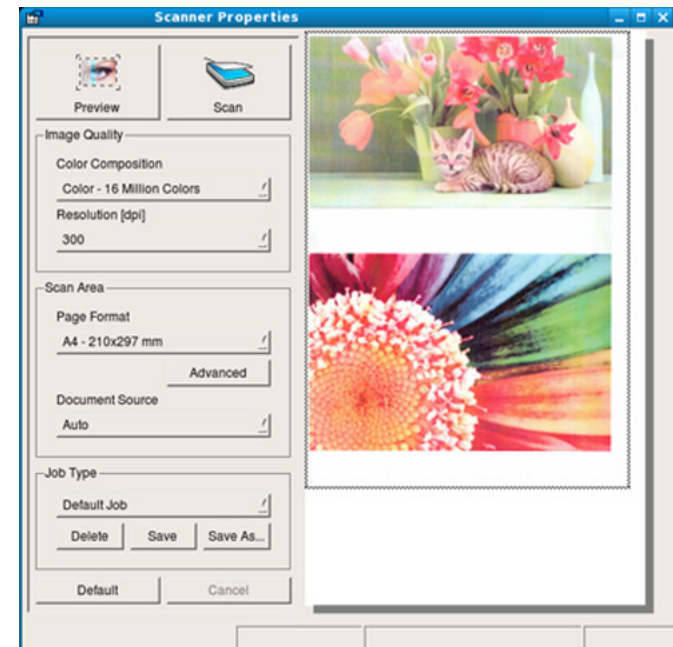 Scanner Properties
Preview
Scan
Image Quality
Color Composition
Color - 16 Million Colors
Resolution [dpi]
300
Scan Area
Page Format
A4 - 210x297 mm
Advanced
Document Source
Auto
Job Type
Default Job
Delete
Save
Save As...
Default
Cancel